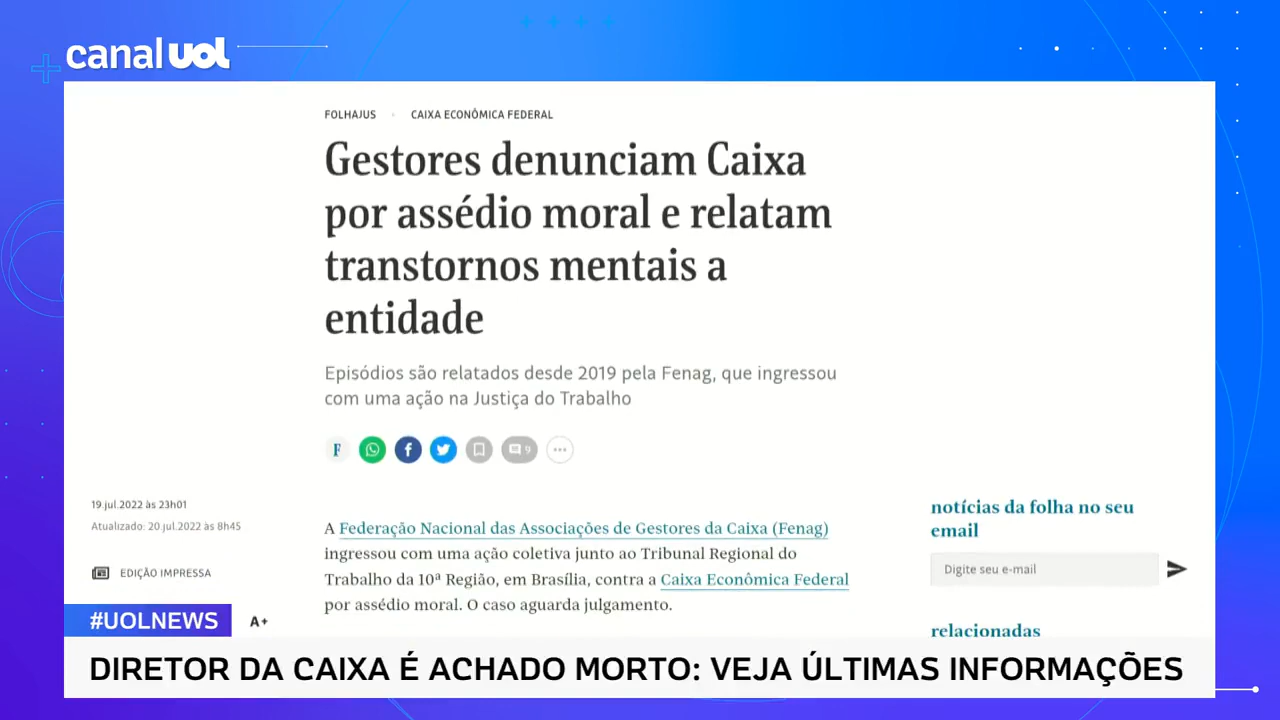 canal uol
FOLHAJUS
CAIXA ECONÔMICA FEDERAL
Gestores denunciam Caixa
por assédio moral e relatam
transtornos mentais a
entidade
Episódios são relatados desde 2019 pela Fenag, que ingressou
com uma ação na Justiça do Trabalho
F
f
9
19.jul.2022 às 23h01
Atualizado: 20.jul.2022 às 8h45
EDIÇÃO IMPRESSA
A+
A Federação Nacional das Associações de Gestores da Caixa (Fenag)
ingressou com uma ação coletiva junto ao Tribunal Regional do
Trabalho da 10ª Região, em Brasília, contra a Caixa Econômica Federal
por assédio moral. O caso aguarda julgamento.
notícias da folha no seu
email
Digite seu e-mail
relacionadas
#UOLNEWS
DIRETOR DA CAIXA É ACHADO MORTO: VEJA ÚLTIMAS INFORMAÇÕES